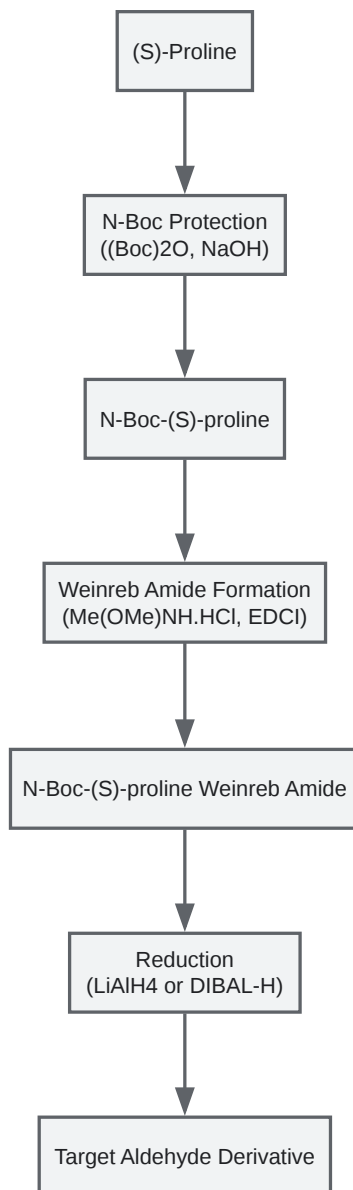 (S)-Proline
N-Boc Protection
((Boc)2O, NaOH)
N-Boc-(S)-proline
Weinreb Amide Formation
(Me(OMe)NH.HCl, EDCI)
N-Boc-(S)-proline Weinreb Amide
Reduction
(LiAlH4 or DIBAL-H)
Target Aldehyde Derivative